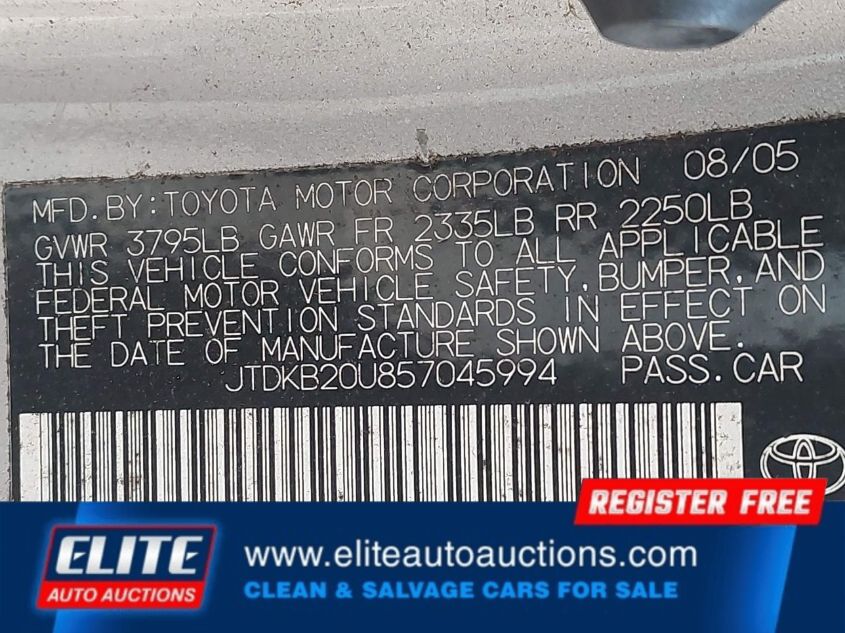 MFD. BY: TOYOTA MOTOR CORPORATION 08/05
GVWR 3795LB GAWR FR 2335LB RR 2250LB
THIS VEHICLE CONFORMS TO ALL APPLICABLE
FEDERAL MOTOR VEHICLE SAFETY, BUMPER, AND
THEFT PREVENTION STANDARDS IN EFFECT ON
THE DATE OF MANUFACTURE SHOWN ABOVE.
JTDKB20U857045994 PASS. CAR
REGISTER FREE
ELITE
AUTO AUCTIONS
www.eliteautoauctions.com
CLEAN & SALVAGE CARS FOR SALE